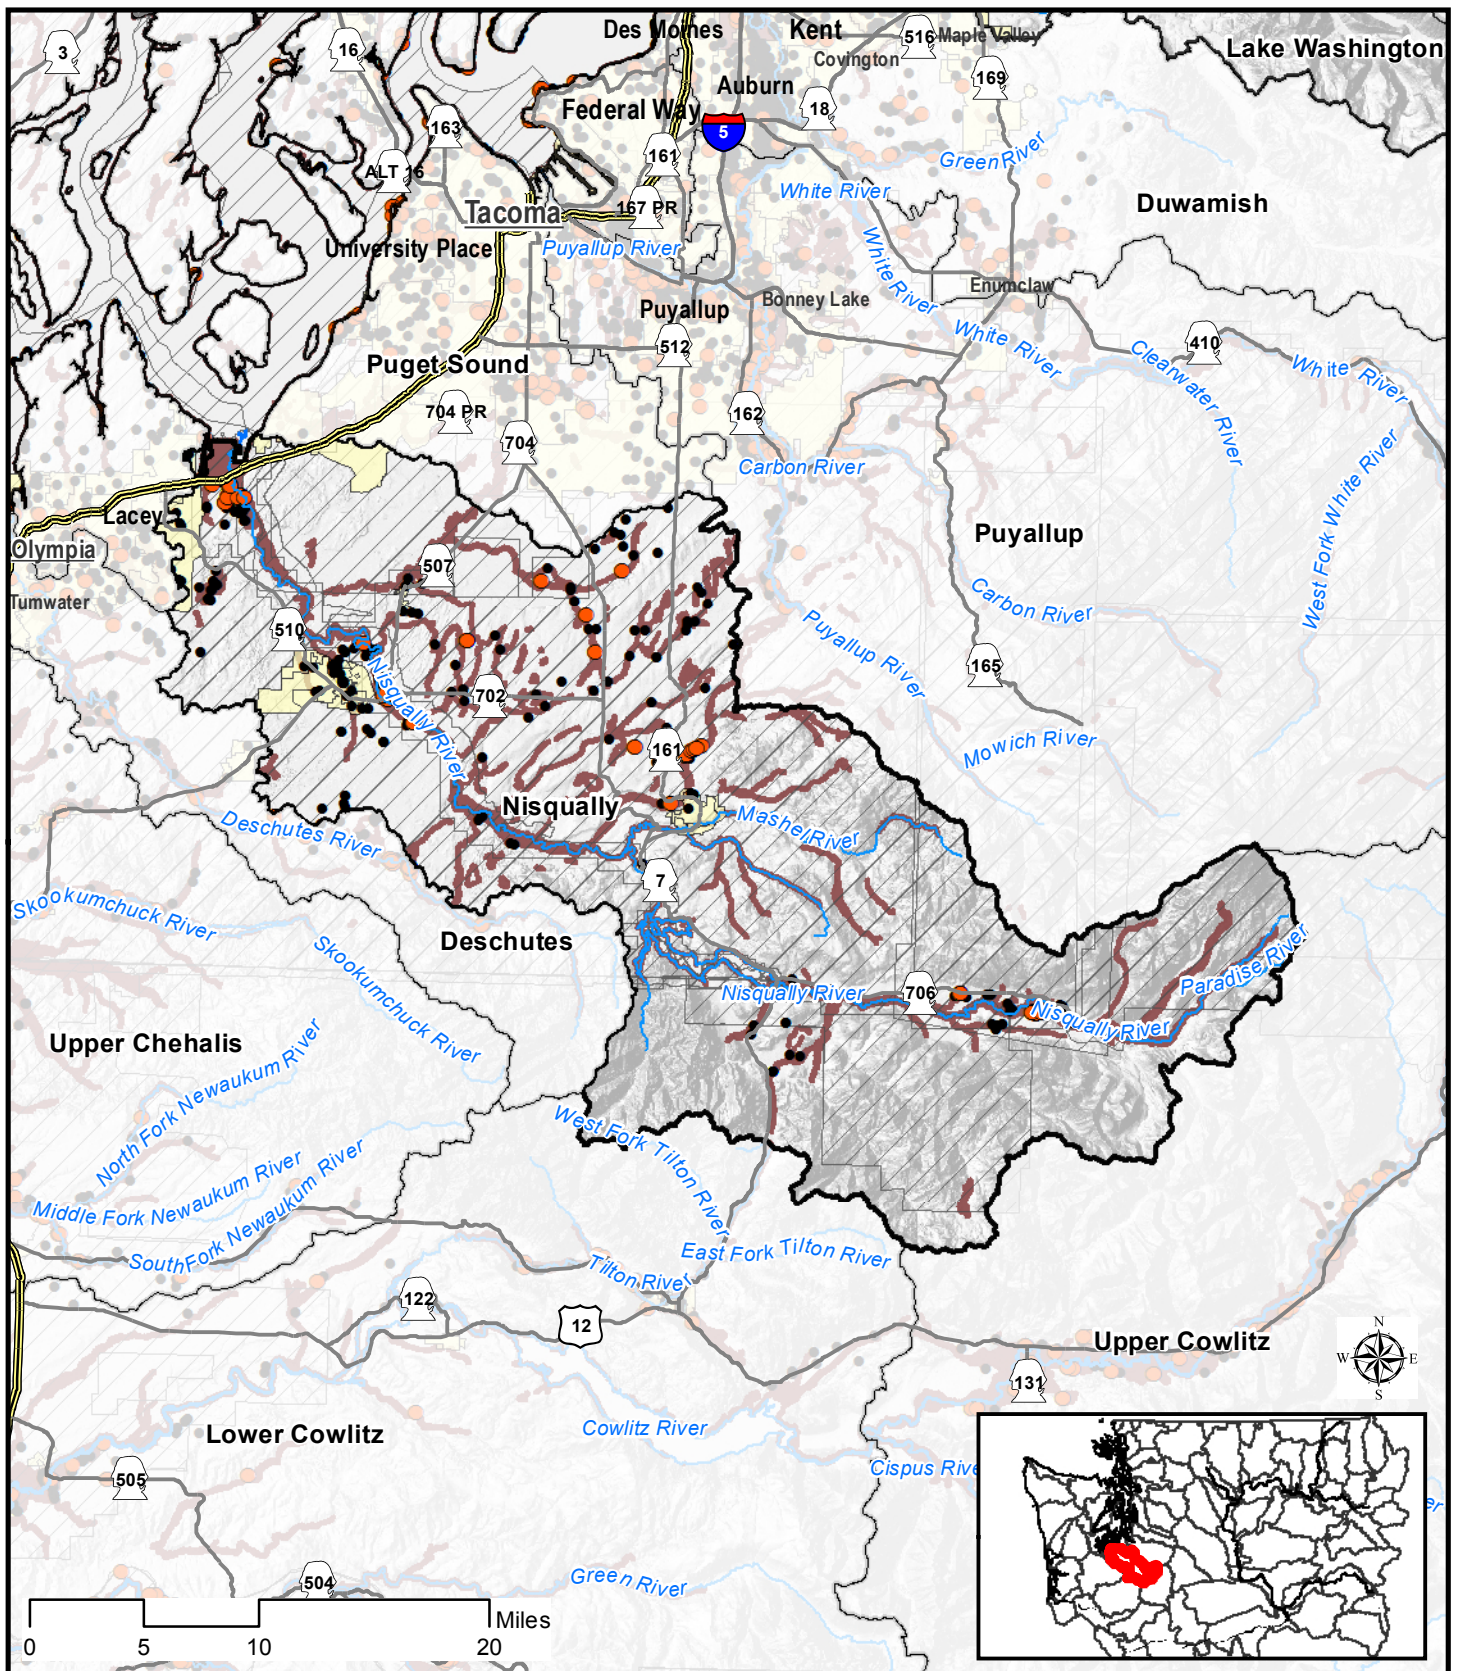 Des Moines
Kent
516
Maple Valley
Lake Washington
3
16
Covington
169
Auburn
18
Federal Way
5
163
161
Green River
ALT 16
White River
Duwamish
Tacoma
167 PR
University Place
Puyallup River
White River
Enumclaw
Bonney Lake
Puyallup
White River
410
Clearwater River
White River
512
Puget Sound
704 PR
162
704
Carbon River
West Fork White River
Lacey
Olympia
Puyallup
507
Tumwater
Carbon River
510
Puyallup River
165
Nisqually River
702
161
Mowich River
Nisqually
Mashel River
Deschutes River
7
Skookumchuck River
Deschutes
Skookumchuck River
Paradise River
706
Nisqually River
Nisqually River
Upper Chehalis
North Fork Newaukum River
West Fork Tilton River
Middle Fork Newaukum River
South Fork Newaukum River
East Fork Tilton River
Tilton River
122
12
Upper Cowlitz
N
W
E
S
131
Lower Cowlitz
Cowlitz River
Cispus Rive
er
505
504
Green River
Miles
0
5
10
20